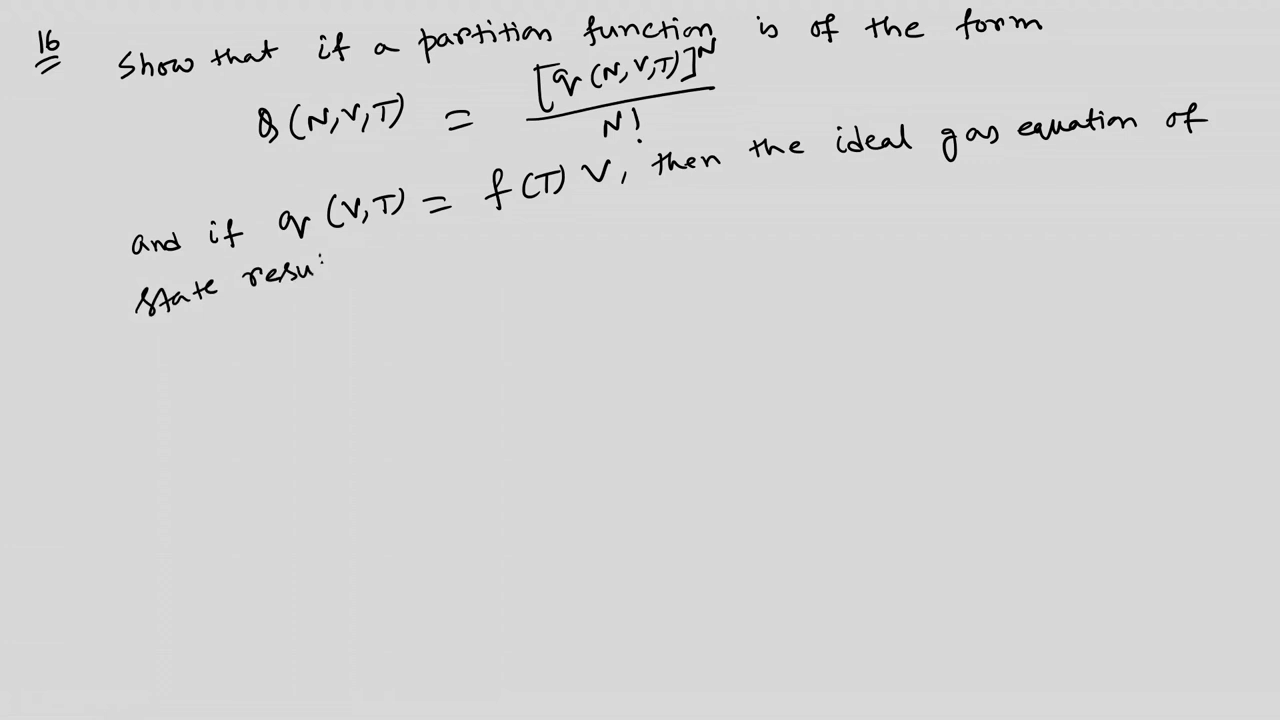 16 Show that if a partition function is of the form
Q(N,V,T) = [q(N,V,T)]^N / N!
and if q(V,T) = f(T) V, then the ideal gas equation of
state resu